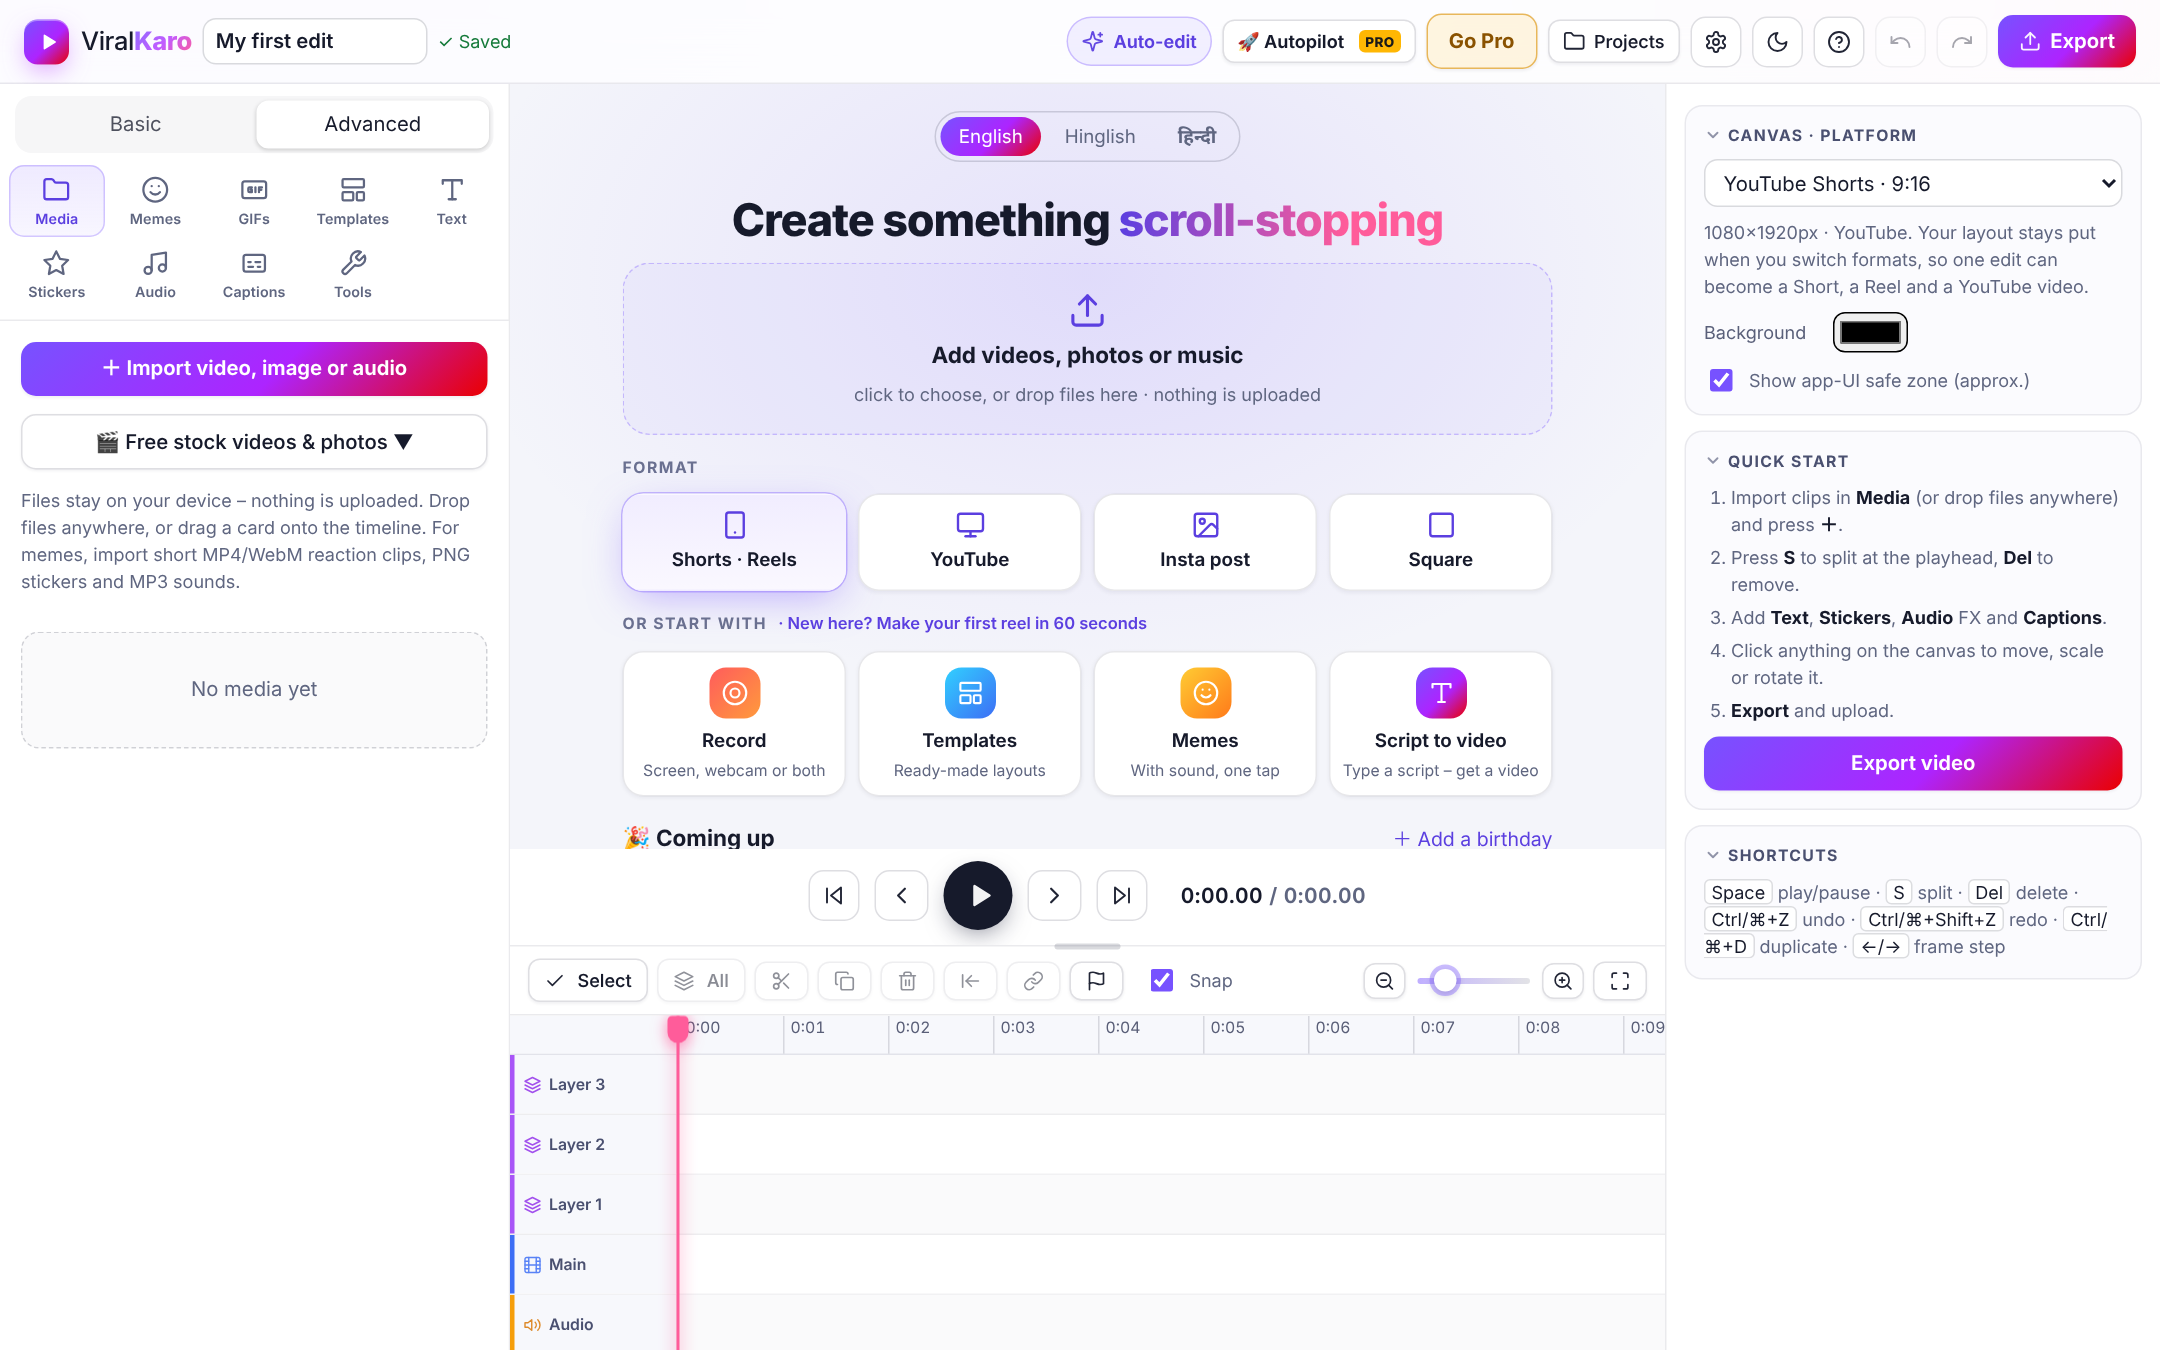 ViralKaro
My first edit
✓ Saved
Auto-edit
🚀 Autopilot PRO
Go Pro
Projects
Export
Basic
Advanced
Media
Memes
GIF
GIFs
Templates
Text
Stickers
Audio
Captions
Tools
+ Import video, image or audio
🎬 Free stock videos & photos ▼
Files stay on your device – nothing is uploaded. Drop
files anywhere, or drag a card onto the timeline. For
memes, import short MP4/WebM reaction clips, PNG
stickers and MP3 sounds.
No media yet
English
Hinglish
हिन्दी
Create something scroll-stopping
Add videos, photos or music
click to choose, or drop files here · nothing is uploaded
FORMAT
Shorts · Reels
YouTube
Insta post
Square
OR START WITH · New here? Make your first reel in 60 seconds
Record
Screen, webcam or both
Templates
Ready-made layouts
Memes
With sound, one tap
Script to video
Type a script – get a video
🎉 Coming up
+ Add a birthday
0:00.00 / 0:00.00
Select
All
Snap
0:00
0:01
0:02
0:03
0:04
0:05
0:06
0:07
0:08
0:09
Layer 3
Layer 2
Layer 1
Main
Audio
CANVAS · PLATFORM
YouTube Shorts · 9:16
1080×1920px · YouTube. Your layout stays put
when you switch formats, so one edit can
become a Short, a Reel and a YouTube video.
Background
Show app-UI safe zone (approx.)
QUICK START
1. Import clips in Media (or drop files anywhere)
and press +.
2. Press S to split at the playhead, Del to
remove.
3. Add Text, Stickers, Audio FX and Captions.
4. Click anything on the canvas to move, scale
or rotate it.
5. Export and upload.
Export video
SHORTCUTS
Space play/pause · S split · Del delete ·
Ctrl/⌘+Z undo · Ctrl/⌘+Shift+Z redo · Ctrl/
⌘+D duplicate · ←/→ frame step